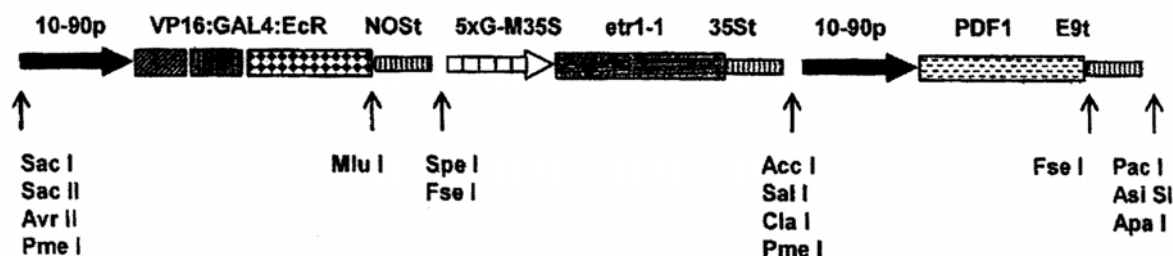 10-90p VP16:GAL4:EcR NOSt 5xG-M35S etr1-1 35St 10-90p PDF1 E9t
Sac I Mlu I Spe I Acc I Fse I Pac I
Sac II Fse I Sal I Asi SI
Avr II Cla I Apa I
Pme I Pme I